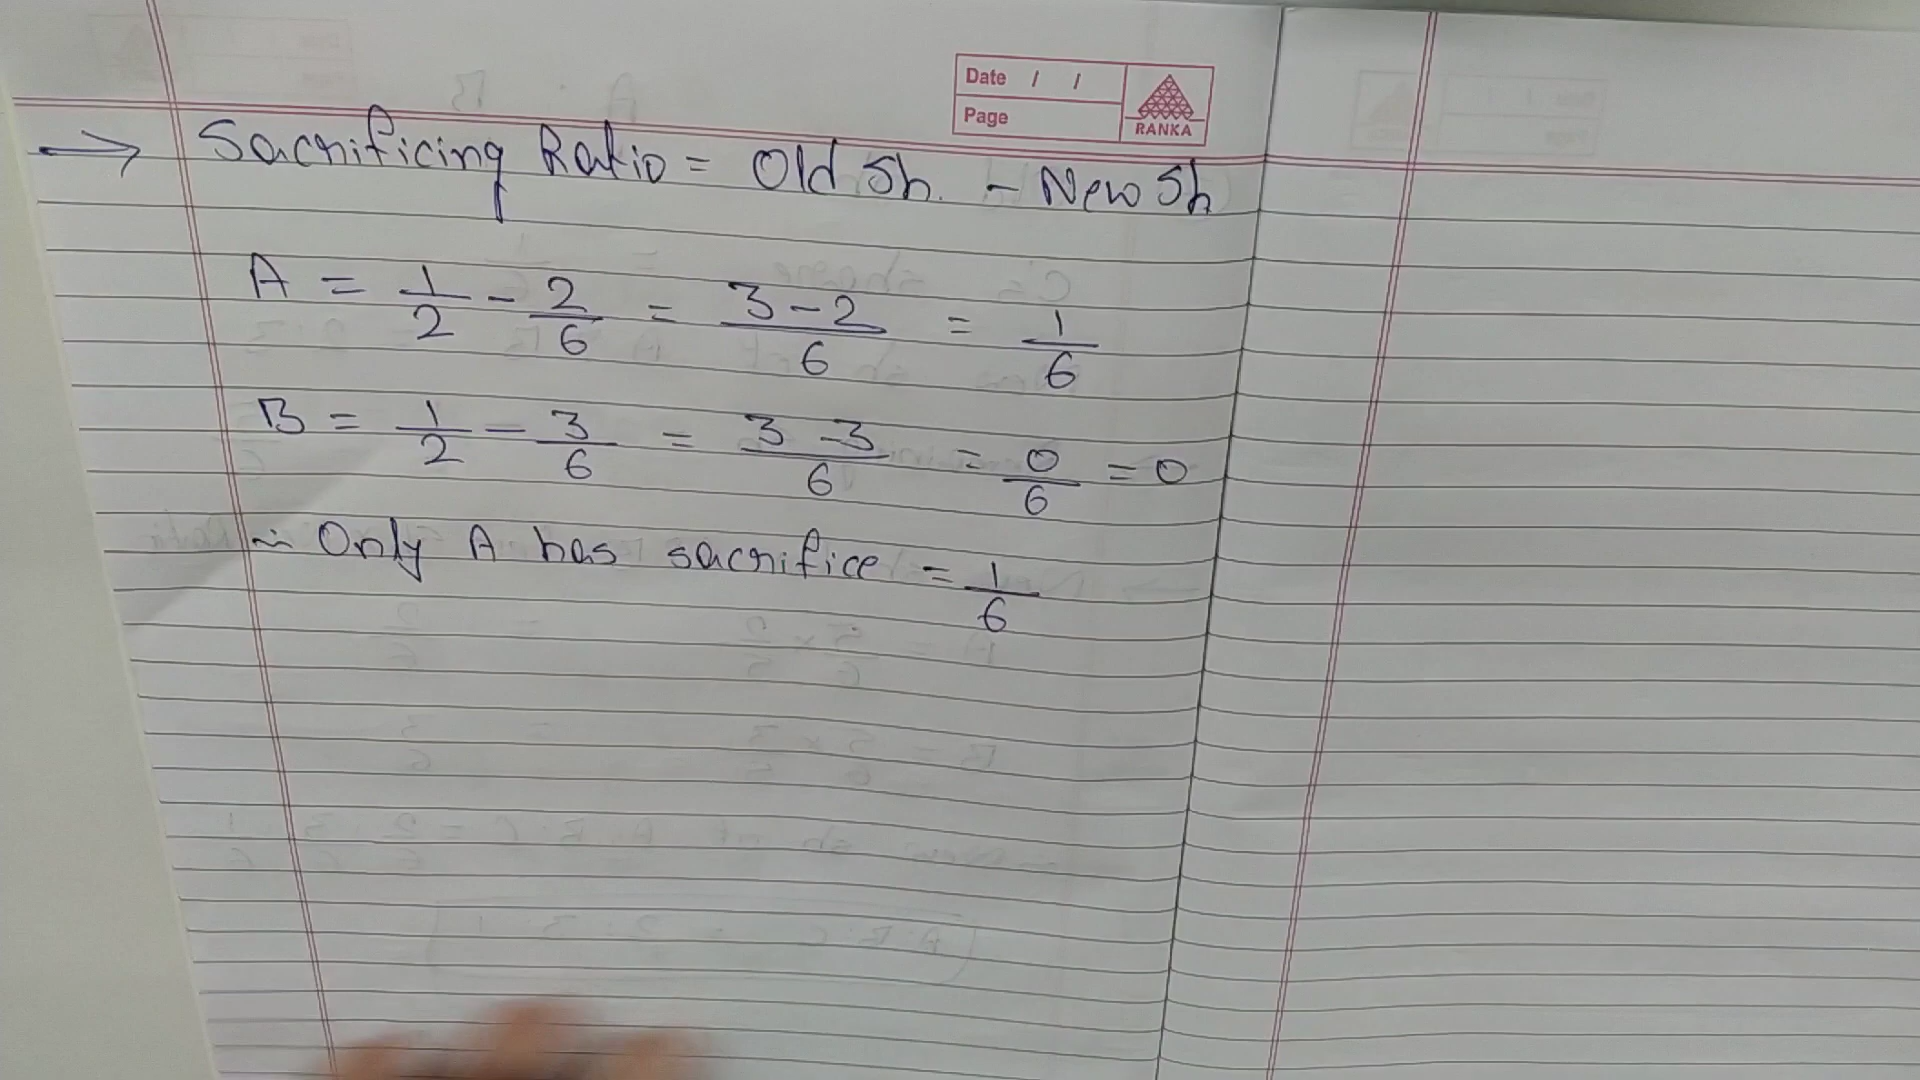 Date / /
Page
RANKA
→ Sacrificing Ratio = Old Sh. - New Sh
A = 1/2 - 2/6 = 3-2/6 = 1/6
B = 1/2 - 3/6 = 3-3/6 = 0/6 = 0
∴ Only A has sacrifice = 1/6